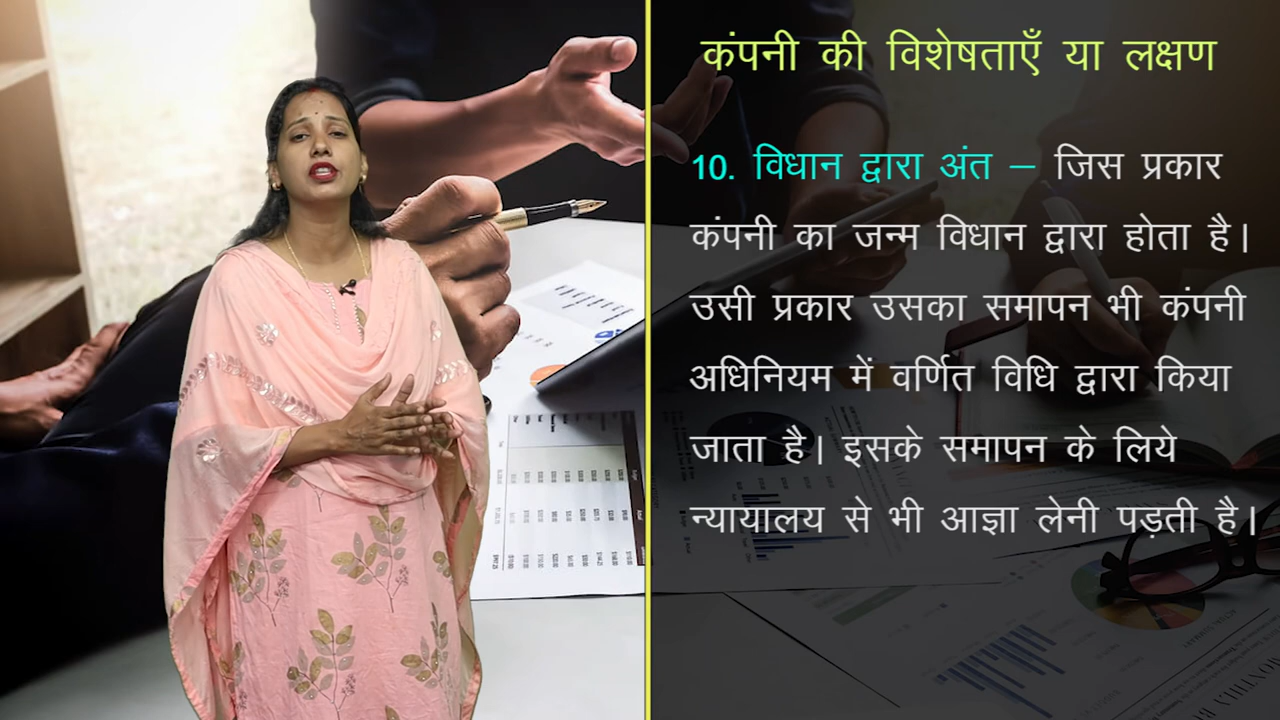 कंपनी की विशेषताएँ या लक्षण
10. विधान द्वारा अंत – जिस प्रकार
कंपनी का जन्म विधान द्वारा होता है।
उसी प्रकार उसका समापन भी कंपनी
अधिनियम में वर्णित विधि द्वारा किया
जाता है। इसके समापन के लिये
न्यायालय से भी आज्ञा लेनी पड़ती है।